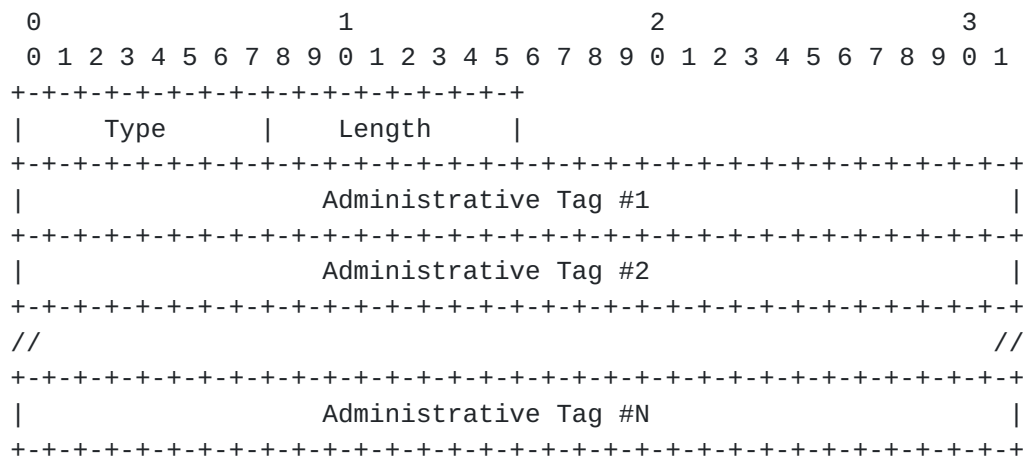 0                   1                   2                   3
 0 1 2 3 4 5 6 7 8 9 0 1 2 3 4 5 6 7 8 9 0 1 2 3 4 5 6 7 8 9 0 1
+-+-+-+-+-+-+-+-+-+-+-+-+-+-+-+-+
|     Type      |    Length     |
+-+-+-+-+-+-+-+-+-+-+-+-+-+-+-+-+-+-+-+-+-+-+-+-+-+-+-+-+-+-+-+-+
|                   Administrative Tag #1                       |
+-+-+-+-+-+-+-+-+-+-+-+-+-+-+-+-+-+-+-+-+-+-+-+-+-+-+-+-+-+-+-+-+
|                   Administrative Tag #2                       |
+-+-+-+-+-+-+-+-+-+-+-+-+-+-+-+-+-+-+-+-+-+-+-+-+-+-+-+-+-+-+-+-+
//                                                             //
+-+-+-+-+-+-+-+-+-+-+-+-+-+-+-+-+-+-+-+-+-+-+-+-+-+-+-+-+-+-+-+-+
|                   Administrative Tag #N                       |
+-+-+-+-+-+-+-+-+-+-+-+-+-+-+-+-+-+-+-+-+-+-+-+-+-+-+-+-+-+-+-+-+